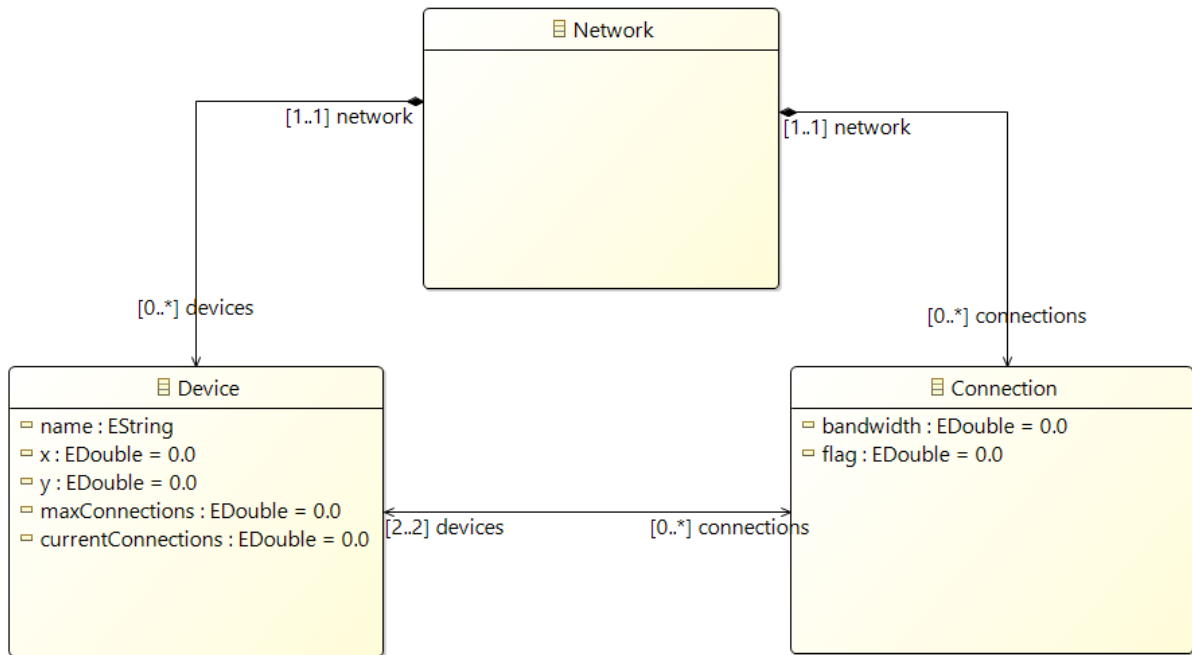 Network
[1..1] network
[1..1] network
[0..*] devices
[0..*] connections
Device
name : EString
x : EDouble = 0.0
y : EDouble = 0.0
maxConnections : EDouble = 0.0
currentConnections : EDouble = 0.0
Connection
bandwidth : EDouble = 0.0
flag : EDouble = 0.0
[2..2] devices
[0..*] connections